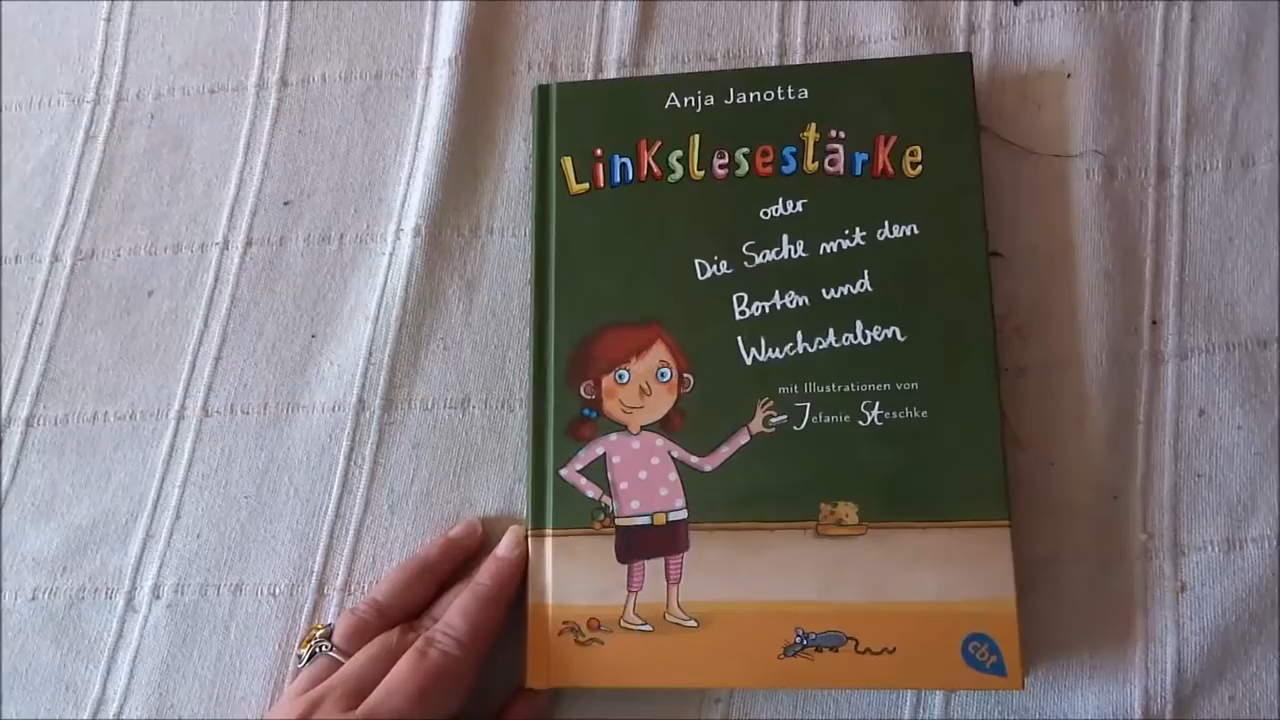 Anja Janotta
Linkslesestärke
oder
Die Sache mit den
Borten und
Wuchstaben
mit Illustrationen von
Jefanie Steschke
cbt